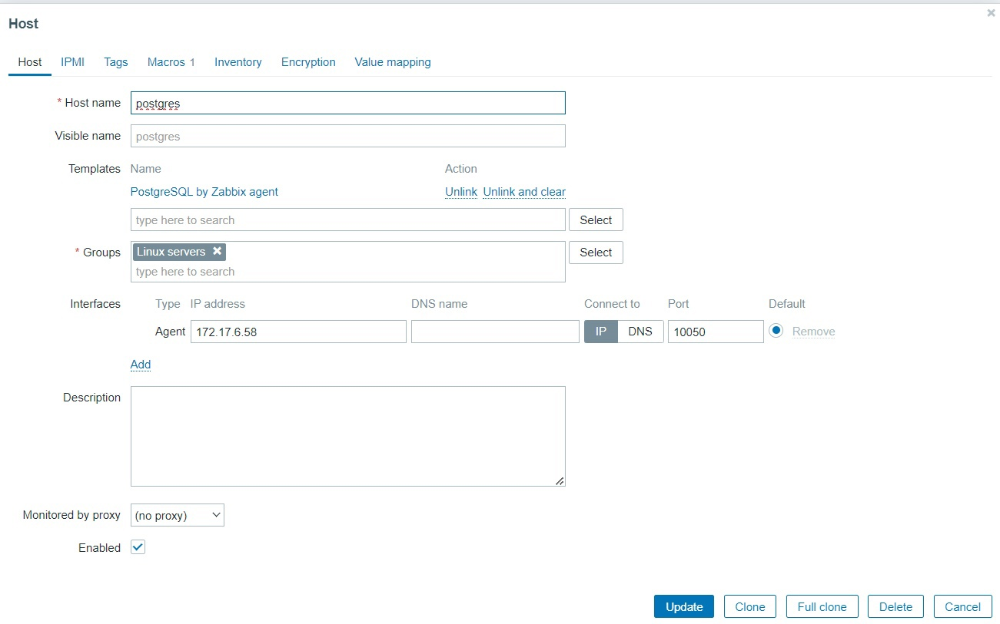 Host
Host IPMI Tags Macros 1 Inventory Encryption Value mapping
* Host name postgres
Visible name postgres
Templates Name Action
PostgreSQL by Zabbix agent Unlink Unlink and clear
type here to search Select
* Groups Linux servers Select
type here to search
Interfaces Type IP address DNS name Connect to Port Default
Agent 172.17.6.58 IP DNS 10050 Remove
Add
Description
Monitored by proxy (no proxy)
Enabled
Update Clone Full clone Delete Cancel